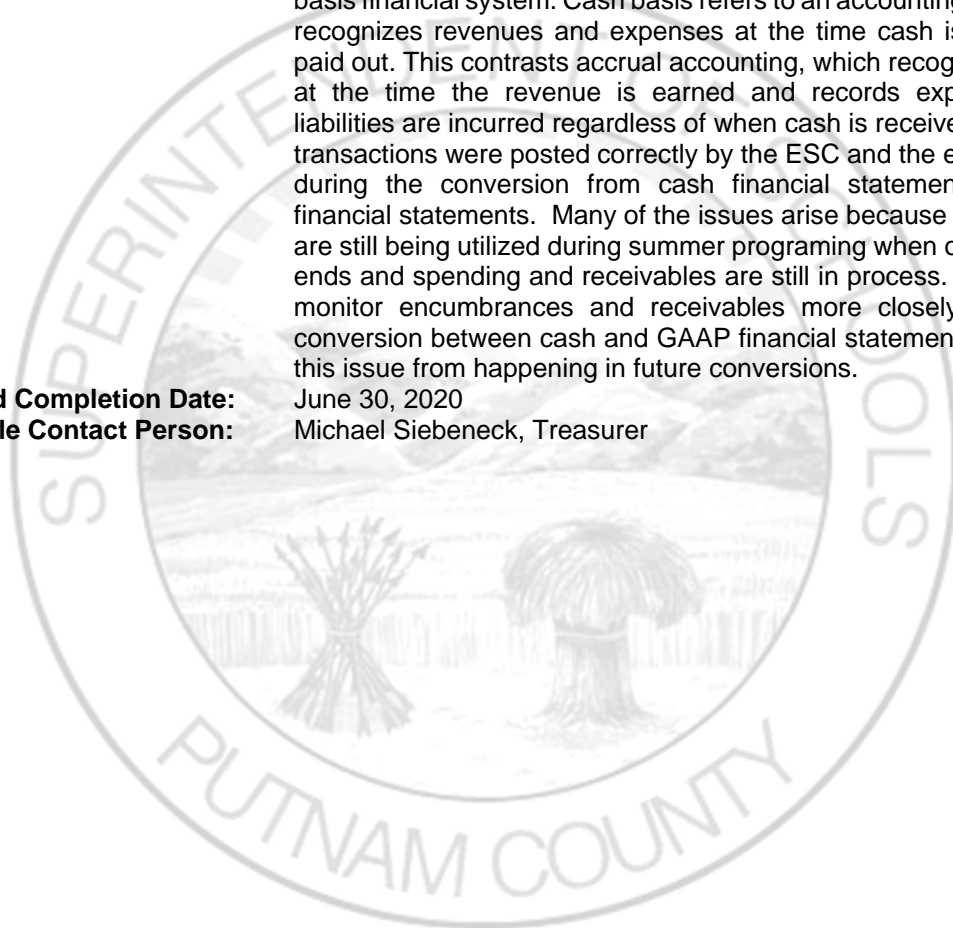 basis financial system. Cash basis refers to an accounting
recognizes revenues and expenses at the time cash is
paid out. This contrasts accrual accounting, which recog
at the time the revenue is earned and records exp
liabilities are incurred regardless of when cash is receive
transactions were posted correctly by the ESC and the e
during the conversion from cash financial statemen
financial statements. Many of the issues arise because
are still being utilized during summer programing when o
ends and spending and receivables are still in process.
monitor encumbrances and receivables more closely
conversion between cash and GAAP financial statemen
this issue from happening in future conversions.
d Completion Date: June 30, 2020
le Contact Person: Michael Siebeneck, Treasurer
SUPERINTENDENT OF SCHOOLS
PUTNAM COUNTY